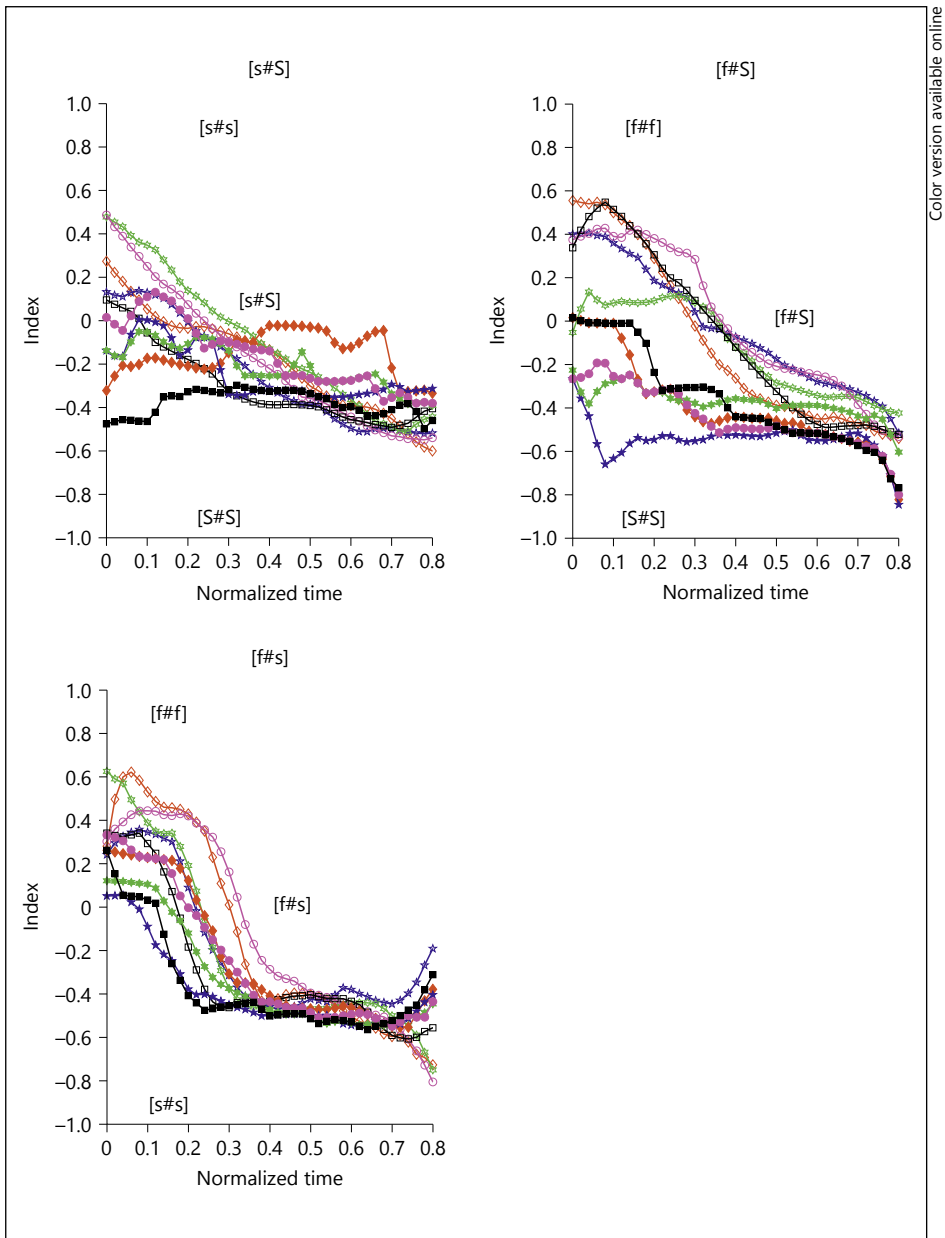 Color version available online
[s#S]
1.0
[s#s]
0.8
0.6
0.4
0.2
[s#S]
0
–0.2
–0.4
–0.6
–0.8
[S#S]
–1.0
Index
0 0.1 0.2 0.3 0.4 0.5 0.6 0.7 0.8
Normalized time
[f#S]
1.0
[f#f]
0.8
0.6
0.4
0.2
[f#S]
0
–0.2
–0.4
–0.6
–0.8
[S#S]
–1.0
Index
0 0.1 0.2 0.3 0.4 0.5 0.6 0.7 0.8
Normalized time
[f#s]
1.0
[f#f]
0.8
0.6
0.4
0.2
[f#s]
0
–0.2
–0.4
–0.6
–0.8
[s#s]
–1.0
Index
0 0.1 0.2 0.3 0.4 0.5 0.6 0.7 0.8
Normalized time